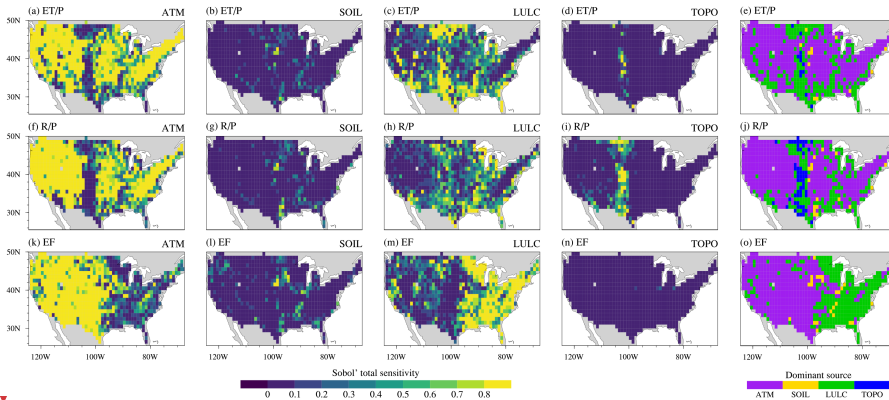 (a) ET/P ATM (b) ET/P SOIL (c) ET/P LULC (d) ET/P TOPO (e) ET/P
50N
40N
30N
(f) R/P ATM (g) R/P SOIL (h) R/P LULC (i) R/P TOPO (j) R/P
50N
40N
30N
(k) EF ATM (l) EF SOIL (m) EF LULC (n) EF TOPO (o) EF
50N
40N
30N
120W 100W 80W 120W 100W 80W 120W 100W 80W 120W 100W 80W 120W 100W 80W
Sobol’ total sensitivity Dominant source
0 0.1 0.2 0.3 0.4 0.5 0.6 0.7 0.8 ATM SOIL LULC TOPO